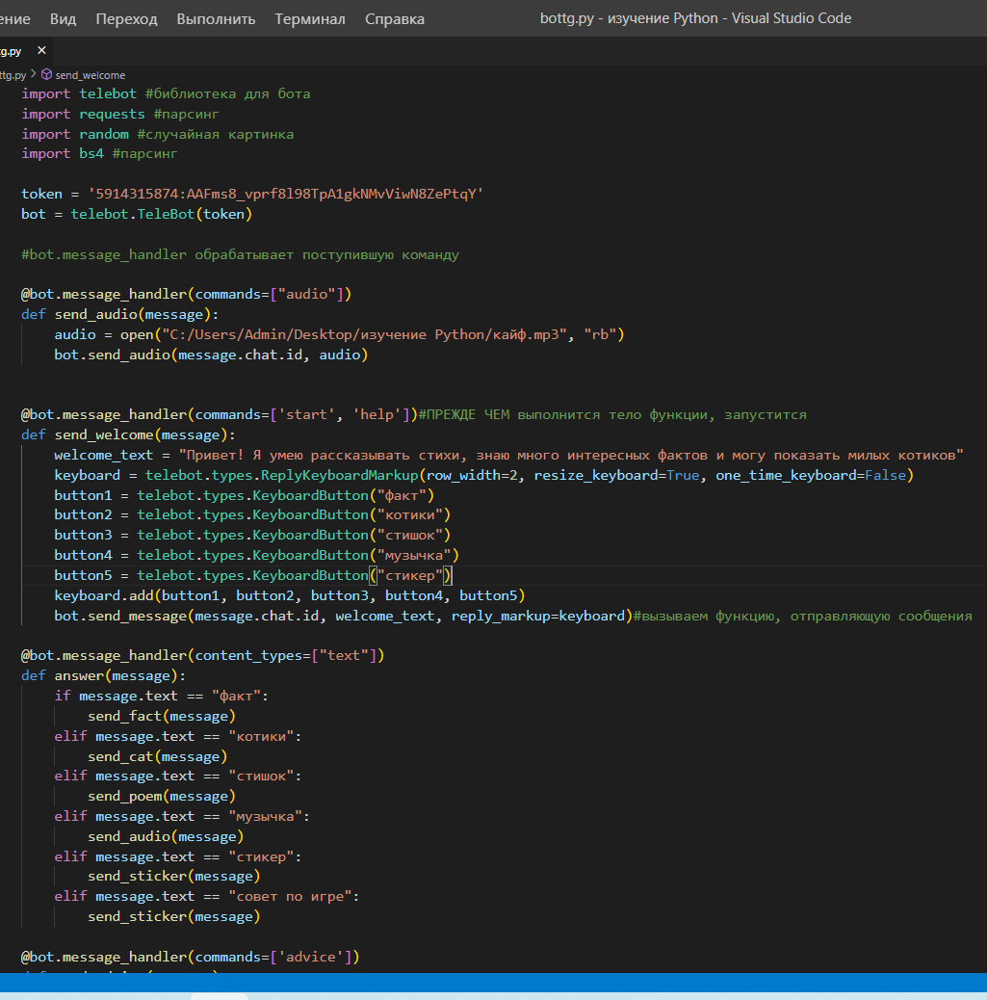 ение Вид Переход Выполнить Терминал Справка bottg.py - изучение Python - Visual Studio Code
tg.py ×
ttg.py > send_welcome
import telebot #библиотека для бота
import requests #парсинг
import random #случайная картинка
import bs4 #парсинг
token = '5914315874:AAFms8_vprf8l98TpA1gkNMvViwN8ZePtqY'
bot = telebot.TeleBot(token)
#bot.message_handler обрабатывает поступившую команду
@bot.message_handler(commands=["audio"])
def send_audio(message):
audio = open("C:/Users/Admin/Desktop/изучение Python/кайф.mp3", "rb")
bot.send_audio(message.chat.id, audio)
@bot.message_handler(commands=['start', 'help'])#ПРЕЖДЕ ЧЕМ выполнится тело функции, запустится
def send_welcome(message):
welcome_text = "Привет! Я умею рассказывать стихи, знаю много интересных фактов и могу показать милых котиков"
keyboard = telebot.types.ReplyKeyboardMarkup(row_width=2, resize_keyboard=True, one_time_keyboard=False)
button1 = telebot.types.KeyboardButton("факт")
button2 = telebot.types.KeyboardButton("котики")
button3 = telebot.types.KeyboardButton("стишок")
button4 = telebot.types.KeyboardButton("музычка")
button5 = telebot.types.KeyboardButton("стикер")
keyboard.add(button1, button2, button3, button4, button5)
bot.send_message(message.chat.id, welcome_text, reply_markup=keyboard)#вызываем функцию, отправляющую сообщения
@bot.message_handler(content_types=["text"])
def answer(message):
if message.text == "факт":
send_fact(message)
elif message.text == "котики":
send_cat(message)
elif message.text == "стишок":
send_poem(message)
elif message.text == "музычка":
send_audio(message)
elif message.text == "стикер":
send_sticker(message)
elif message.text == "совет по игре":
send_sticker(message)
@bot.message_handler(commands=['advice'])